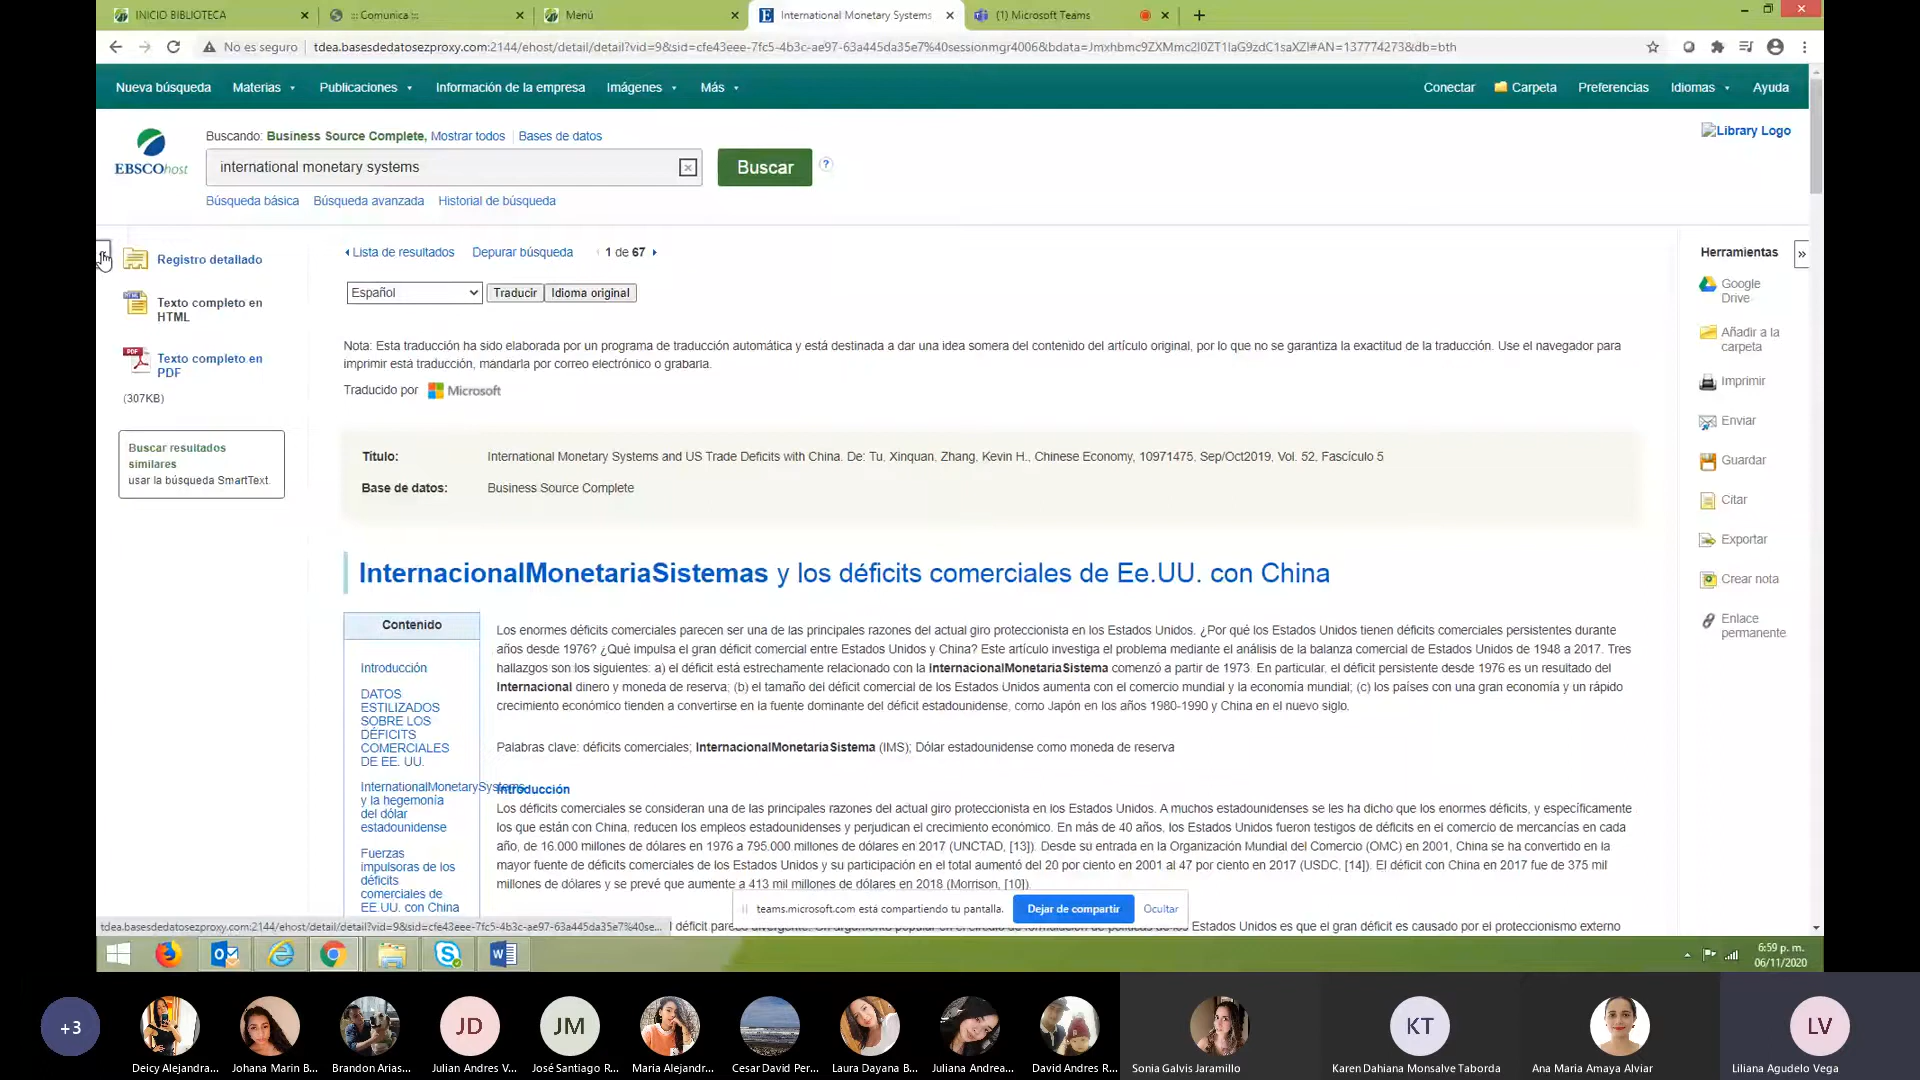 INICIO BIBLIOTECA
::: Comunica :::
Menú
International Monetary Systems
(1) Microsoft Teams
No es seguro
tdea.basesdedatosezproxy.com:2144/ehost/detail/detail?vid=9&sid=cfe43eee-7fc5-4b3c-ae97-63a445da35e7%40sessionmgr4006&bdata=Jmxhbmc9ZXMmc2l0ZT1laG9zdC1saXZl#AN=137774273&db=bth
Nueva búsqueda Materias Publicaciones Información de la empresa Imágenes Más
Conectar Carpeta Preferencias Idiomas Ayuda
EBSCOhost
Buscando: Business Source Complete, Mostrar todos | Bases de datos
international monetary systems
Buscar
?
Búsqueda básica Búsqueda avanzada Historial de búsqueda
Library Logo
Registro detallado
Texto completo en
HTML
Texto completo en
PDF
(307KB)
Buscar resultados
similares
usar la búsqueda SmartText.
Lista de resultados Depurar búsqueda 1 de 67
Español Traducir Idioma original
Nota: Esta traducción ha sido elaborada por un programa de traducción automática y está destinada a dar una idea somera del contenido del artículo original, por lo que no se garantiza la exactitud de la traducción. Use el navegador para
imprimir está traducción, mandarla por correo electrónico o grabarla.
Traducido por Microsoft
Título: International Monetary Systems and US Trade Deficits with China. De: Tu, Xinquan, Zhang, Kevin H., Chinese Economy, 10971475, Sep/Oct2019, Vol. 52, Fascículo 5
Base de datos: Business Source Complete
InternacionalMonetariaSistemas y los déficits comerciales de Ee.UU. con China
Contenido
Introducción
DATOS
ESTILIZADOS
SOBRE LOS
DÉFICITS
COMERCIALES
DE EE. UU.
InternationalMonetarySystems
y la hegemonía
del dólar
estadounidense
Fuerzas
impulsoras de los
déficits
comerciales de
EE.UU. con China
Los enormes déficits comerciales parecen ser una de las principales razones del actual giro proteccionista en los Estados Unidos. ¿Por qué los Estados Unidos tienen déficits comerciales persistentes durante
años desde 1976? ¿Qué impulsa el gran déficit comercial entre Estados Unidos y China? Este artículo investiga el problema mediante el análisis de la balanza comercial de Estados Unidos de 1948 a 2017. Tres
hallazgos son los siguientes: a) el déficit está estrechamente relacionado con la InternacionalMonetariaSistema comenzó a partir de 1973. En particular, el déficit persistente desde 1976 es un resultado del
Internacional dinero y moneda de reserva; (b) el tamaño del déficit comercial de los Estados Unidos aumenta con el comercio mundial y la economía mundial; (c) los países con una gran economía y un rápido
crecimiento económico tienden a convertirse en la fuente dominante del déficit estadounidense, como Japón en los años 1980-1990 y China en el nuevo siglo.
Palabras clave: déficits comerciales; InternacionalMonetariaSistema (IMS); Dólar estadounidense como moneda de reserva
Introducción
Los déficits comerciales se consideran una de las principales razones del actual giro proteccionista en los Estados Unidos. A muchos estadounidenses se les ha dicho que los enormes déficits, y específicamente
los que están con China, reducen los empleos estadounidenses y perjudican el crecimiento económico. En más de 40 años, los Estados Unidos fueron testigos de déficits en el comercio de mercancías en cada
año, de 16.000 millones de dólares en 1976 a 795.000 millones de dólares en 2017 (UNCTAD, [13]). Desde su entrada en la Organización Mundial del Comercio (OMC) en 2001, China se ha convertido en la
mayor fuente de déficits comerciales de los Estados Unidos y su participación en el total aumentó del 20 por ciento en 2001 al 47 por ciento en 2017 (USDC, [14]). El déficit con China en 2017 fue de 375 mil
millones de dólares y se prevé que aumente a 413 mil millones de dólares en 2018 (Morrison, [10]).
Estados Unidos es que el gran déficit es causado por el proteccionismo externo
Herramientas
Google
Drive
Añadir a la
carpeta
Imprimir
Enviar
Guardar
Citar
Exportar
Crear nota
Enlace
permanente
teams.microsoft.com está compartiendo tu pantalla.
Dejar de compartir
Ocultar
tdea.basesdedatosezproxy.com:2144/ehost/detail/detail?vid=9&sid=cfe43eee-7fc5-4b3c-ae97-63a445da35e7%40se...
6:59 p. m.
06/11/2020
+3
JD
JM
KT
LV
Deicy Alejandra...
Johana Marin B...
Brandon Arias...
Julian Andres V...
José Santiago R...
Maria Alejandr...
Cesar David Per...
Laura Dayana B...
Juliana Andrea...
David Andres R...
Sonia Galvis Jaramillo
Karen Dahiana Monsalve Taborda
Ana Maria Amaya Alviar
Liliana Agudelo Vega